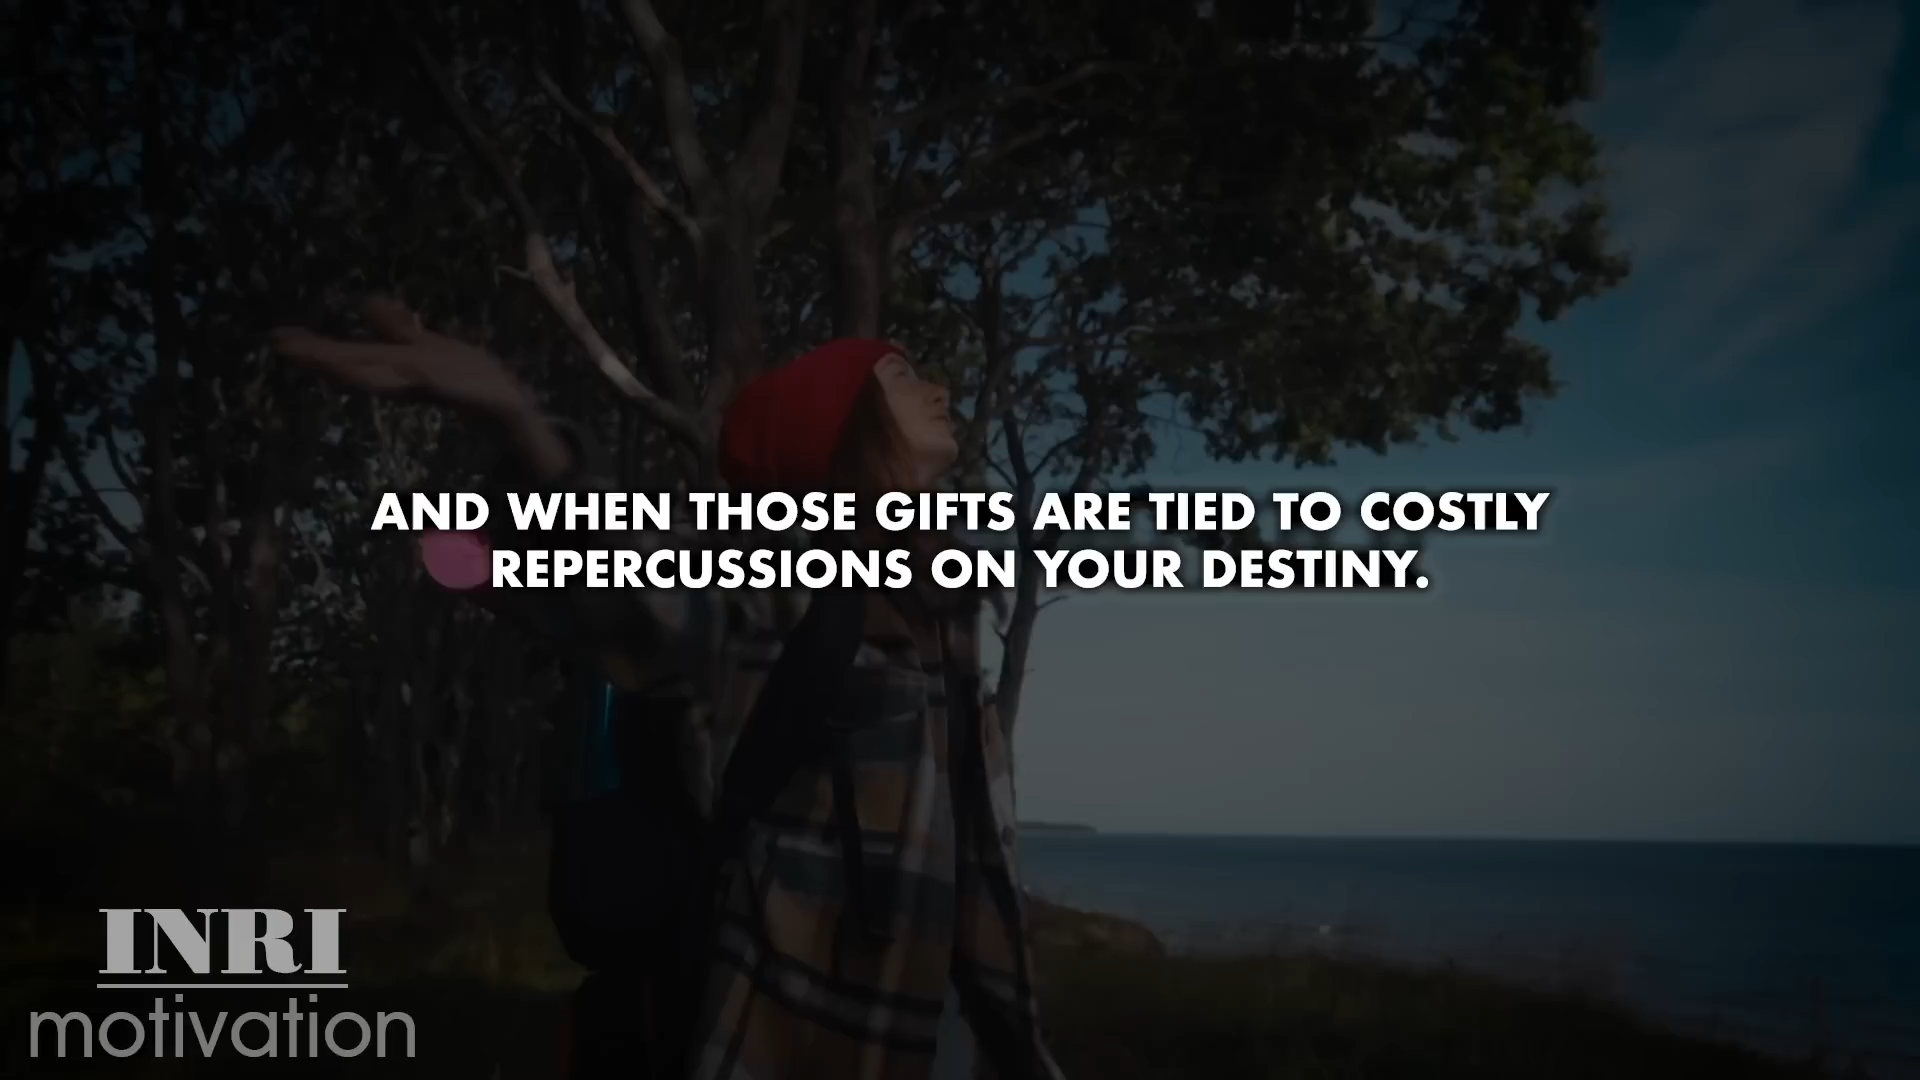 AND WHEN THOSE GIFTS ARE TIED TO COSTLY
REPERCUSSIONS ON YOUR DESTINY.
INRI
motivation